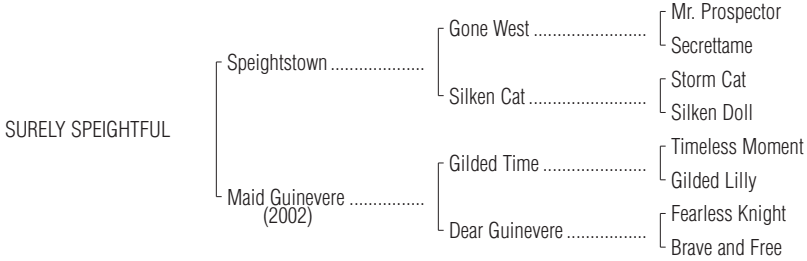 Mr. Prospector
Gone West ........................
Secrettame
Speightstown ....................
Storm Cat
Silken Cat .........................
Silken Doll
SURELY SPEIGHTFUL
Timeless Moment
Gilded Time ......................
Gilded Lilly
Maid Guinevere ................
(2002)
Fearless Knight
Dear Guinevere .................
Brave and Free